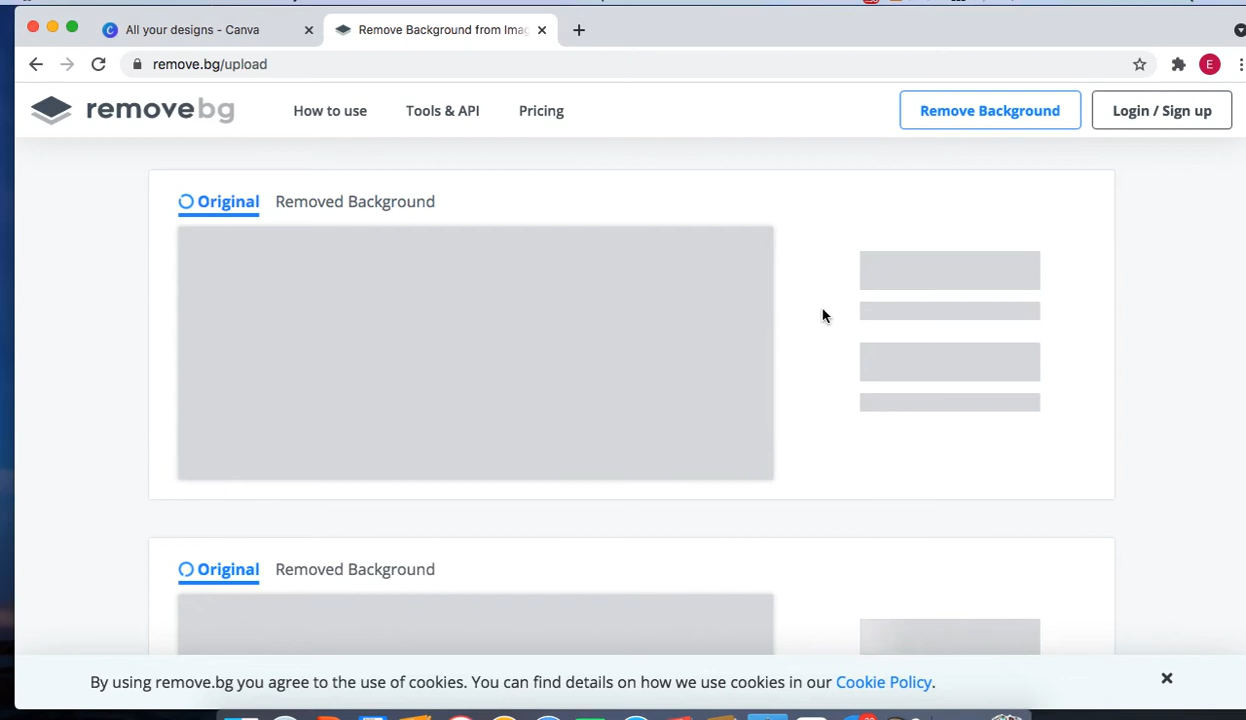 All your designs - Canva
Remove Background from Imag
remove.bg/upload
E
removebg
How to use
Tools & API
Pricing
Remove Background
Login / Sign up
Original
Removed Background
Original
Removed Background
By using remove.bg you agree to the use of cookies. You can find details on how we use cookies in our Cookie Policy.